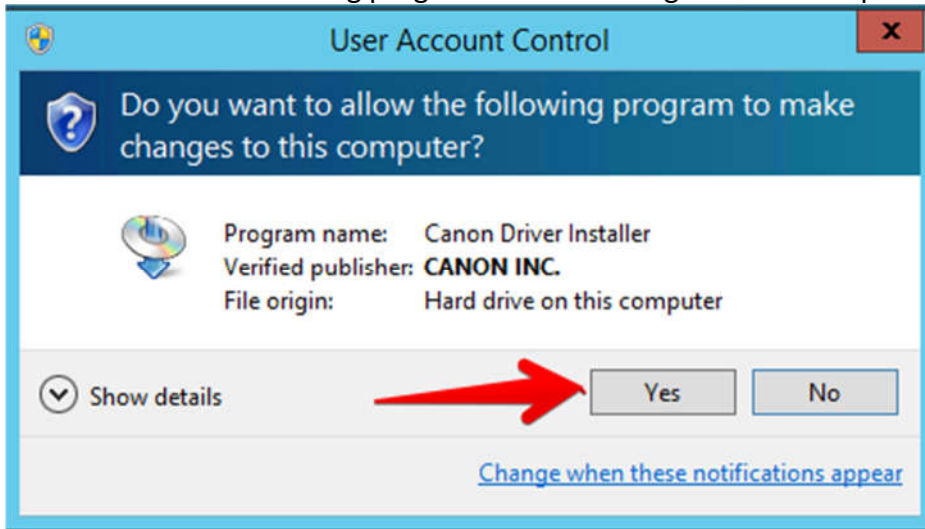 User Account Control
Do you want to allow the following program to make
changes to this computer?
Program name: Canon Driver Installer
Verified publisher: CANON INC.
File origin: Hard drive on this computer
Show details Yes No
Change when these notifications appear